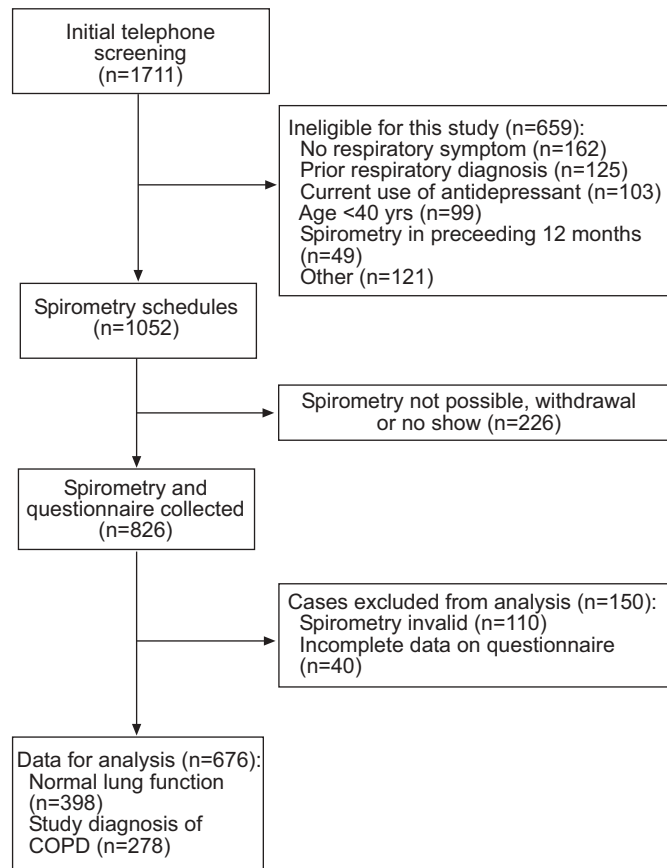 Initial telephone
screening
(n=1711)
Ineligible for this study (n=659):
No respiratory symptom (n=162)
Prior respiratory diagnosis (n=125)
Current use of antidepressant (n=103)
Age <40 yrs (n=99)
Spirometry in preceeding 12 months
(n=49)
Other (n=121)
Spirometry schedules
(n=1052)
Spirometry not possible, withdrawal
or no show (n=226)
Spirometry and
questionnaire collected
(n=826)
Cases excluded from analysis (n=150):
Spirometry invalid (n=110)
Incomplete data on questionnaire
(n=40)
Data for analysis (n=676):
Normal lung function
(n=398)
Study diagnosis of
COPD (n=278)